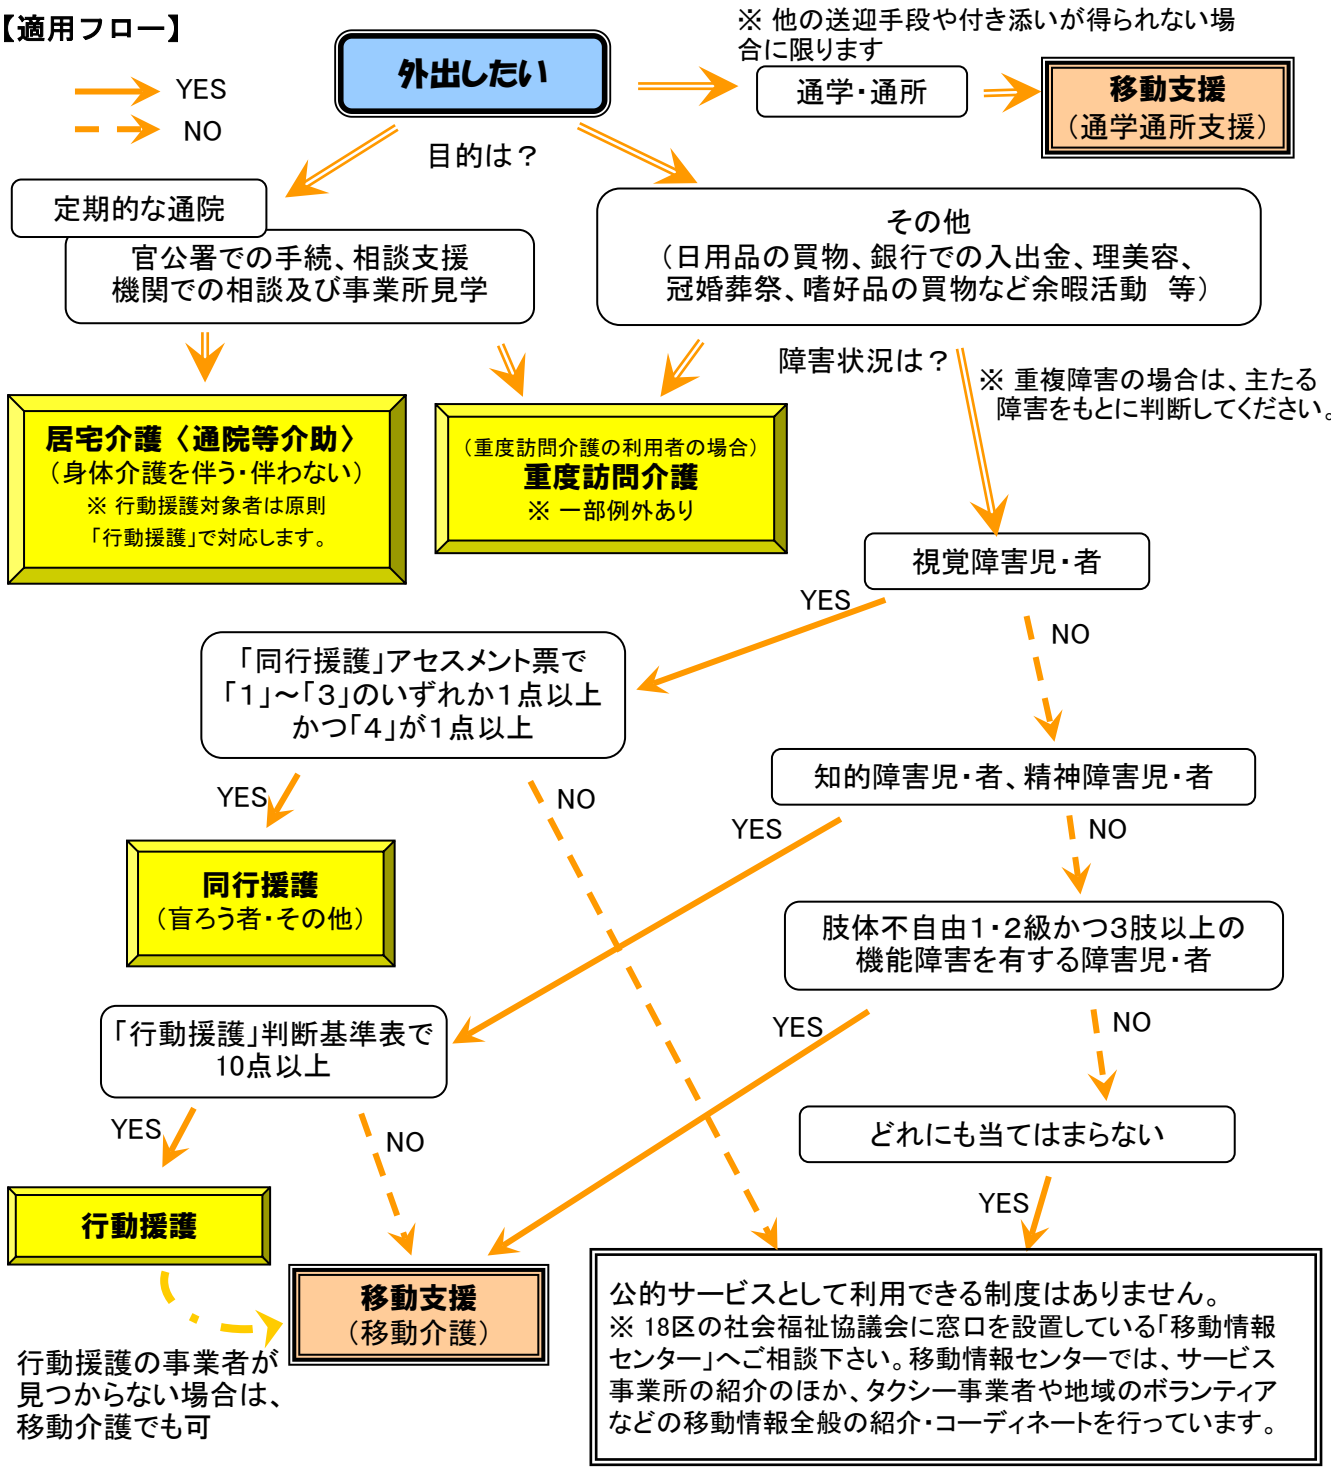 【適用フロー】
※ 他の送迎手段や付き添いが得られない場
合に限ります
外出したい
YES
NO
通学・通所
移動支援
（通学通所支援）
目的は？
定期的な通院
官公署での手続、相談支援
機関での相談及び事業所見学
その他
（日用品の買物、銀行での入出金、理美容、
冠婚葬祭、嗜好品の買物など余暇活動　等）
障害状況は？
※ 重複障害の場合は、主たる
障害をもとに判断してください。
居宅介護〈通院等介助〉
（身体介護を伴う・伴わない）
※ 行動援護対象者は原則
「行動援護」で対応します。
（重度訪問介護の利用者の場合）
重度訪問介護
※ 一部例外あり
視覚障害児・者
YES
NO
「同行援護」アセスメント票で
「１」～「３」のいずれか１点以上
かつ「４」が１点以上
知的障害児・者、精神障害児・者
YES
NO
YES
NO
同行援護
（盲ろう者・その他）
肢体不自由１・２級かつ３肢以上の
機能障害を有する障害児・者
「行動援護」判断基準表で
10点以上
YES
NO
YES
NO
どれにも当てはまらない
YES
行動援護
移動支援
（移動介護）
行動援護の事業者が
見つからない場合は、
移動介護でも可
公的サービスとして利用できる制度はありません。
※ 18区の社会福祉協議会に窓口を設置している「移動情報
センター」へご相談下さい。移動情報センターでは、サービス
事業所の紹介のほか、タクシー事業者や地域のボランティア
などの移動情報全般の紹介・コーディネートを行っています。